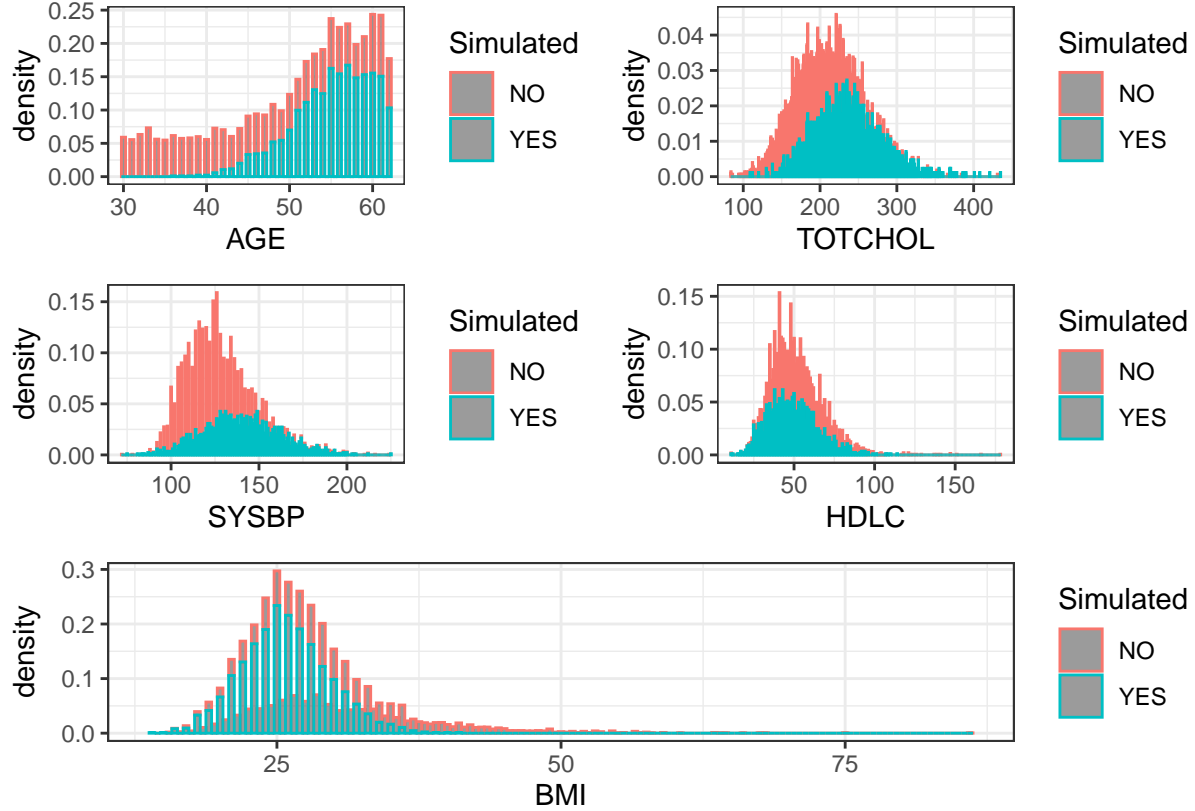 density
0.25
0.20
0.15
0.10
0.05
0.00
30
40
50
60
AGE
Simulated
NO
YES
density
0.04
0.03
0.02
0.01
0.00
100
200
300
400
TOTCHOL
Simulated
NO
YES
density
0.15
0.10
0.05
0.00
100
150
200
SYSBP
Simulated
NO
YES
density
0.15
0.10
0.05
0.00
50
100
150
HDLC
Simulated
NO
YES
density
0.3
0.2
0.1
0.0
25
50
75
BMI
Simulated
NO
YES